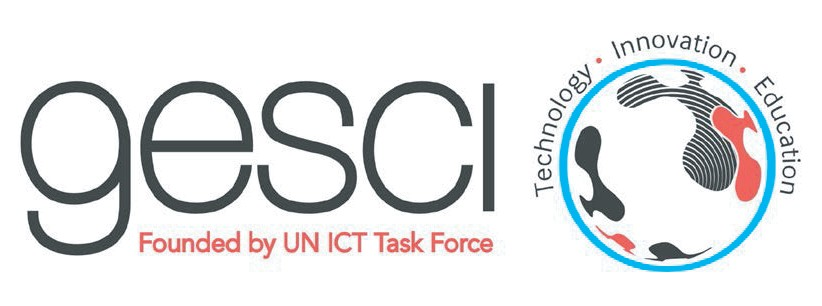 gesci
Founded by UN ICT Task Force
Technology • Innovation • Education